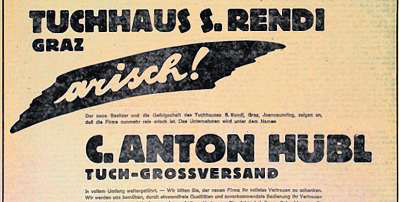 TUCHHAUS S. RENDI
GRAZ
arisch!
Der neue Besitzer und die Gefolgschaft des Tuchhauses S. Rendi, Graz, Joanneumring, zeigen an,
daß die Firma nunmehr rein arisch ist. Das Unternehmen wird unter dem Namen
C. ANTON HÜBL
TUCH-GROSSVERSAND
in vollem Umfang weitergeführt. — Wir bitten Sie, der neuen Firma Ihr vollstes Vertrauen zu schenken.
Wir werden uns bemühen, durch einwandfreie Qualitäten und zuvorkommendste Bedienung Ihr Vertrauen